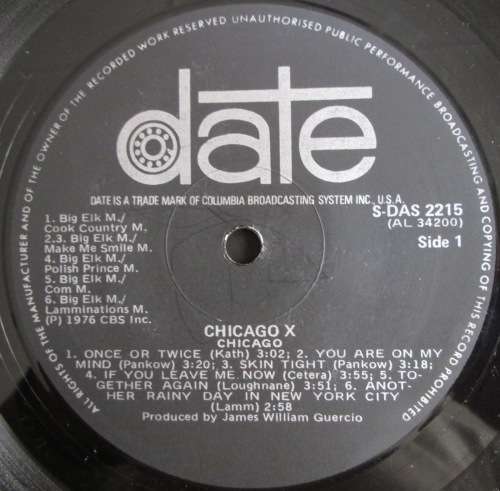 ALL RIGHTS OF THE MANUFACTURER AND OF THE OWNER OF THE RECORDED WORK RESERVED UNAUTHORISED PUBLIC PERFORMANCE BROADCASTING AND COPYING OF THIS RECORD PROHIBITED
date
DATE IS A TRADE MARK OF COLUMBIA BROADCASTING SYSTEM INC. U.S.A.
S-DAS 2215
(AL 34200)
Side 1
1. Big Elk M./
Cook Country M.
2.3. Big Elk M./
Make Me Smile M.
4. Big Elk M./
Polish Prince M.
5. Big Elk M./
Com M.
6. Big Elk M./
Lamminations M.
(P) 1976 CBS Inc.
CHICAGO X
CHICAGO
1. ONCE OR TWICE (Kath) 3:02; 2. YOU ARE ON MY
MIND (Pankow) 3:20; 3. SKIN TIGHT (Pankow) 3:18;
4. IF YOU LEAVE ME NOW (Cetera) 3:55; 5. TO-
GETHER AGAIN (Loughnane) 3:51; 6. ANOT-
HER RAINY DAY IN NEW YORK CITY
(Lamm) 2:58
Produced by James William Guercio